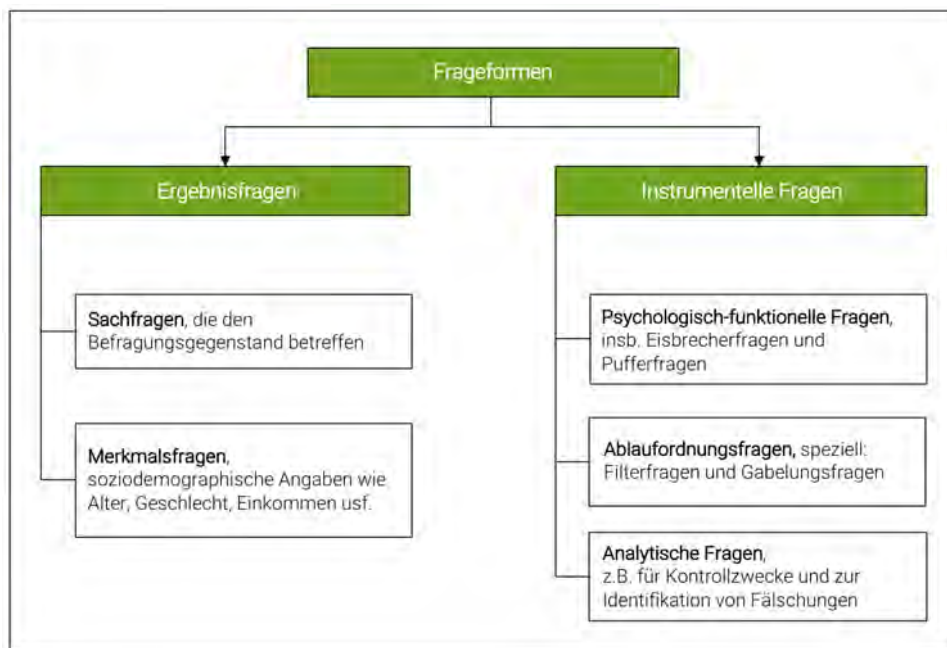 Frageformen
Ergebnisfragen
Sachfragen, die den
Befragungsgegenstand betreffen
Merkmalsfragen,
soziodemographische Angaben wie
Alter, Geschlecht, Einkommen usf.
Instrumentelle Fragen
Psychologisch-funktionelle Fragen,
insb. Eisbrecherfragen und
Pufferfragen
Ablaufordnungsfragen, speziell:
Filterfragen und Gabelungsfragen
Analytische Fragen,
z.B. für Kontrollzwecke und zur
Identifikation von Fälschungen